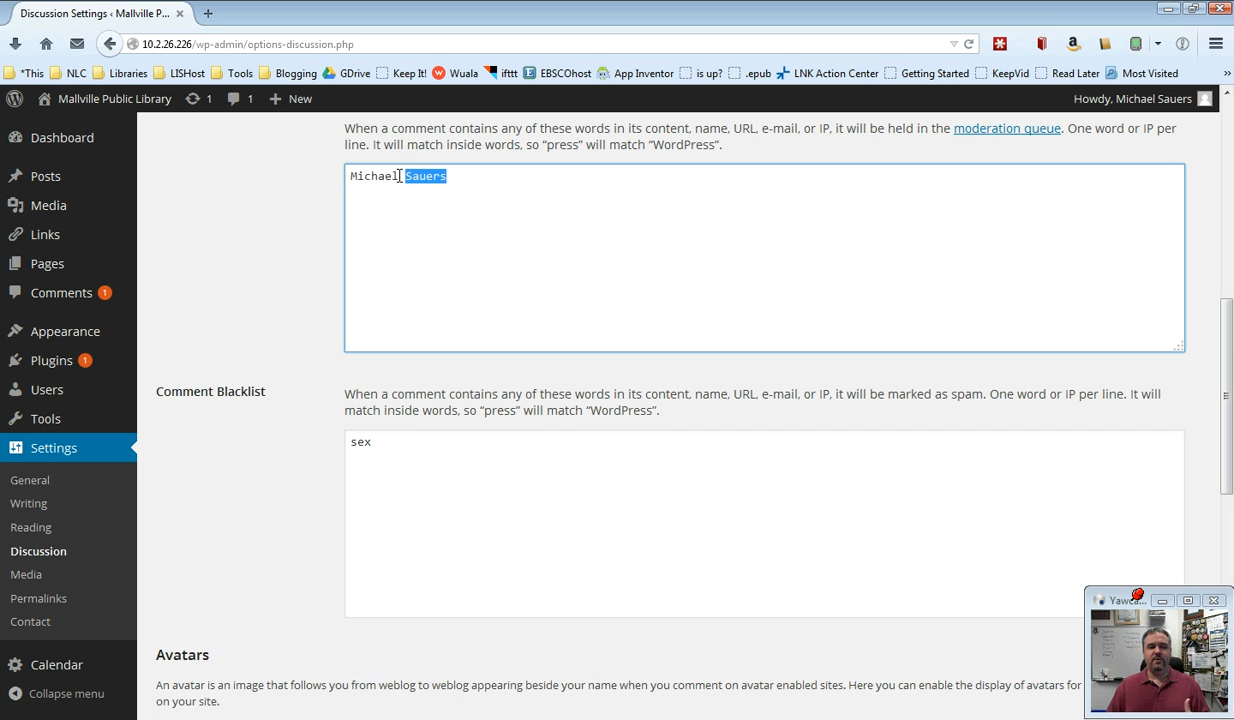 Discussion Settings ‹ Mallville P...
10.2.26.226/wp-admin/options-discussion.php
*This NLC Libraries LISHost Tools Blogging GDrive Keep It! Wuala ifttt EBSCOhost App Inventor is up? .epub LNK Action Center Getting Started KeepVid Read Later Most Visited »
Mallville Public Library 1 1 + New Howdy, Michael Sauers
Dashboard
Posts
Media
Links
Pages
Comments 1
Appearance
Plugins 1
Users
Tools
Settings
General
Writing
Reading
Discussion
Media
Permalinks
Contact
Calendar
Collapse menu
When a comment contains any of these words in its content, name, URL, e-mail, or IP, it will be held in the moderation queue. One word or IP per
line. It will match inside words, so “press” will match “WordPress”.
Michael Sauers
Comment Blacklist
When a comment contains any of these words in its content, name, URL, e-mail, or IP, it will be marked as spam. One word or IP per line. It will
match inside words, so “press” will match “WordPress”.
sex
Avatars
An avatar is an image that follows you from weblog to weblog appearing beside your name when you comment on avatar enabled sites. Here you can enable the display of avatars for
on your site.